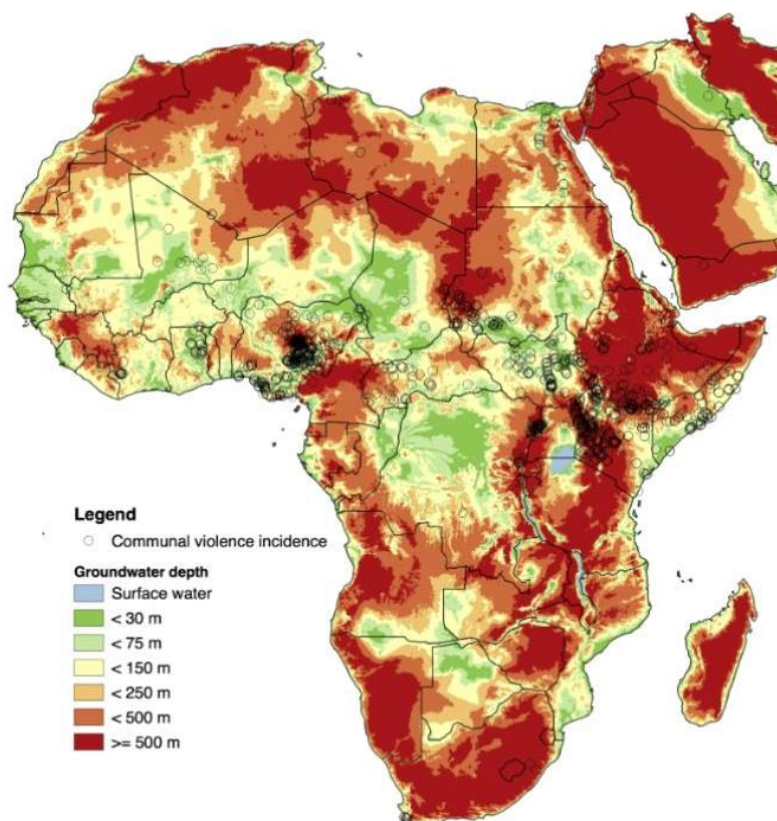 Legend
Communal violence incidence
Groundwater depth
Surface water
< 30 m
< 75 m
< 150 m
< 250 m
< 500 m
>= 500 m